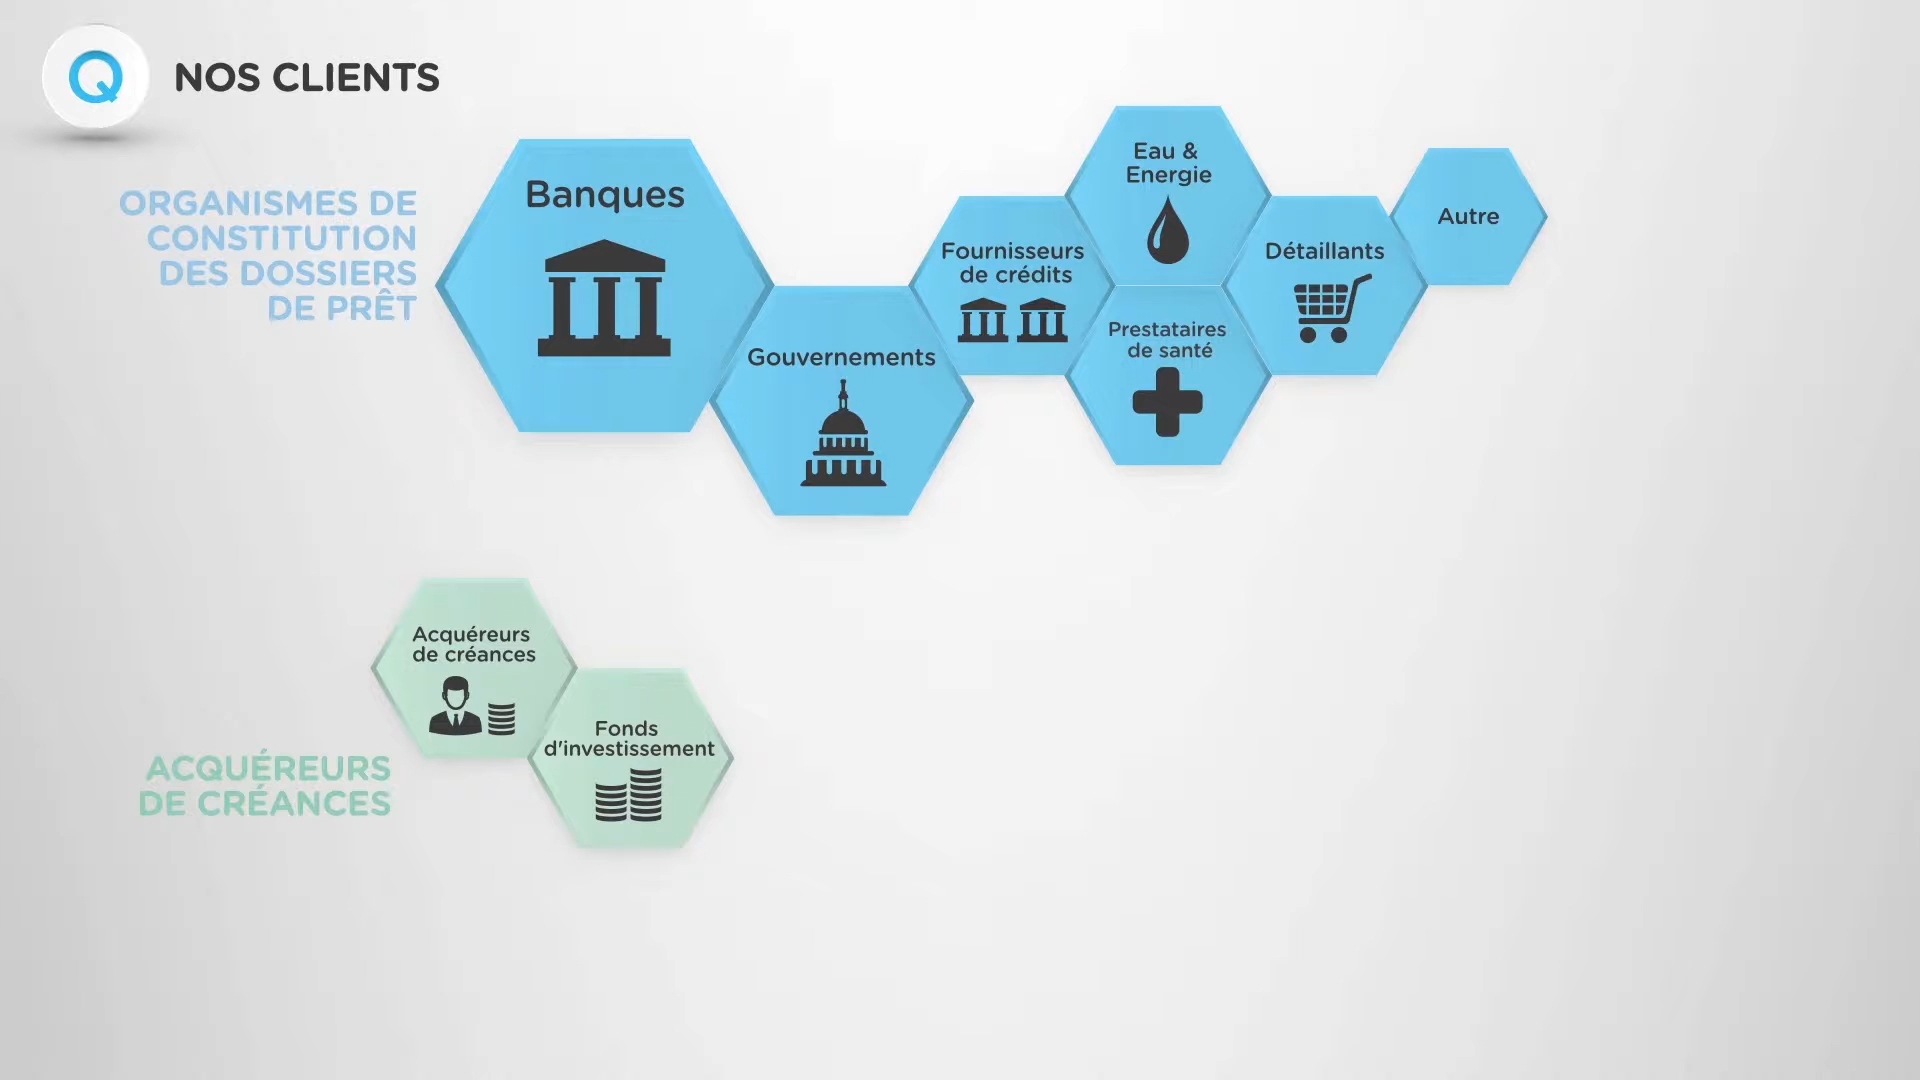 Q
NOS CLIENTS
ORGANISMES DE
CONSTITUTION
DES DOSSIERS
DE PRÊT
Banques
Gouvernements
Fournisseurs
de crédits
Eau &
Energie
Prestataires
de santé
Détaillants
Autre
ACQUÉREURS
DE CRÉANCES
Acquéreurs
de créances
Fonds
d'investissement